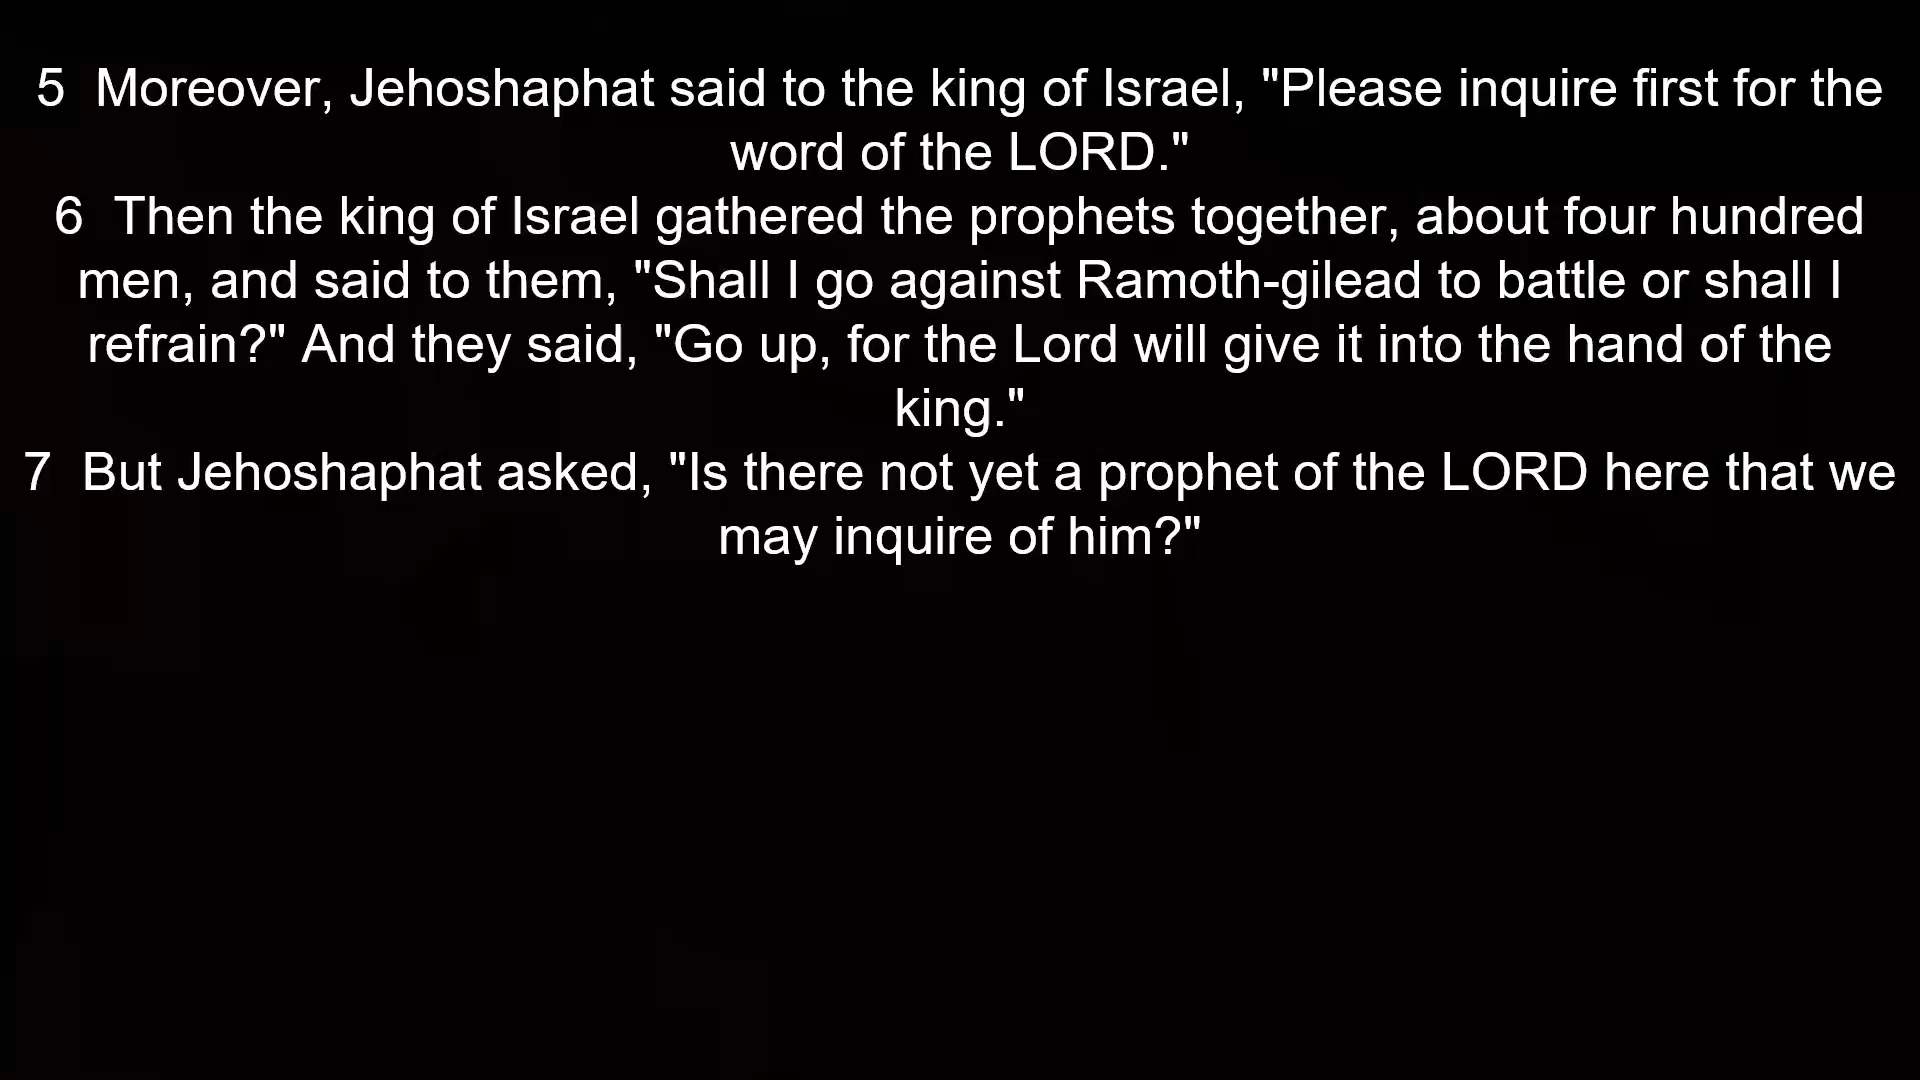 5  Moreover, Jehoshaphat said to the king of Israel, "Please inquire first for the
word of the LORD."
6  Then the king of Israel gathered the prophets together, about four hundred
men, and said to them, "Shall I go against Ramoth-gilead to battle or shall I
refrain?" And they said, "Go up, for the Lord will give it into the hand of the
king."
7  But Jehoshaphat asked, "Is there not yet a prophet of the LORD here that we
may inquire of him?"